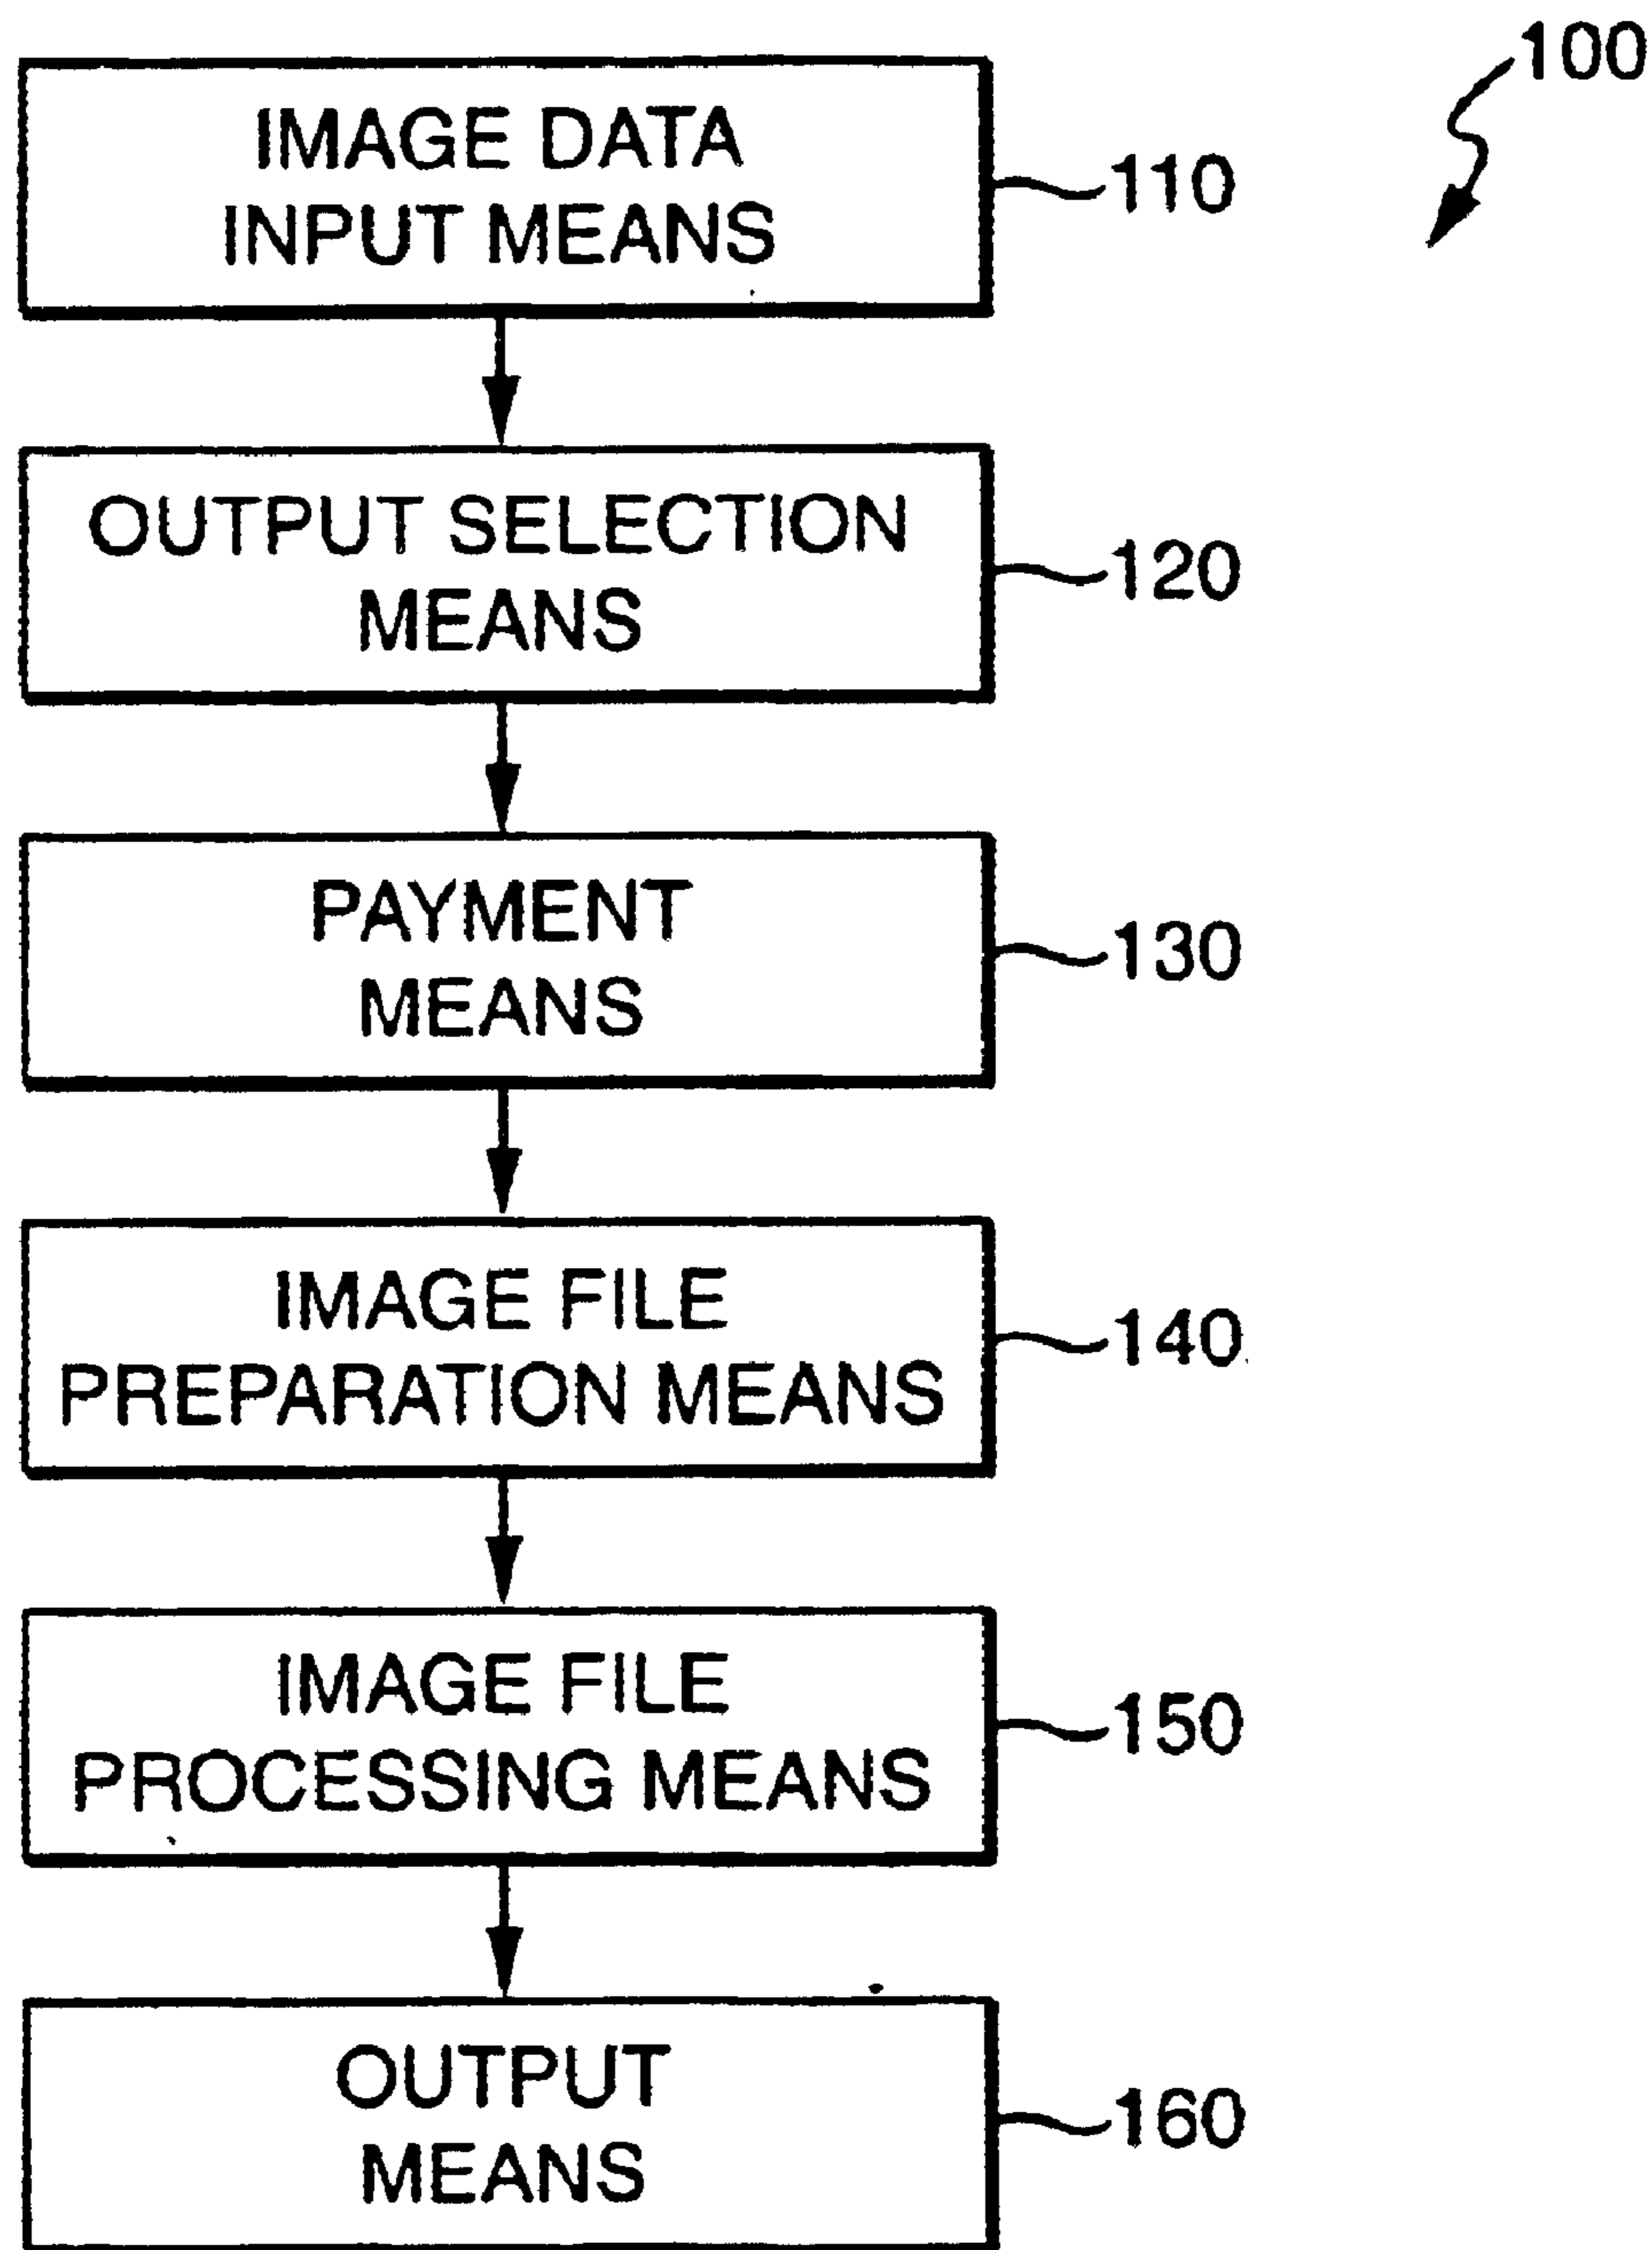 100
IMAGE DATA
INPUT MEANS
110
OUTPUT SELECTION
MEANS
120
PAYMENT
MEANS
130
IMAGE FILE
PREPARATION MEANS
140
IMAGE FILE
PROCESSING MEANS
150
OUTPUT
MEANS
160